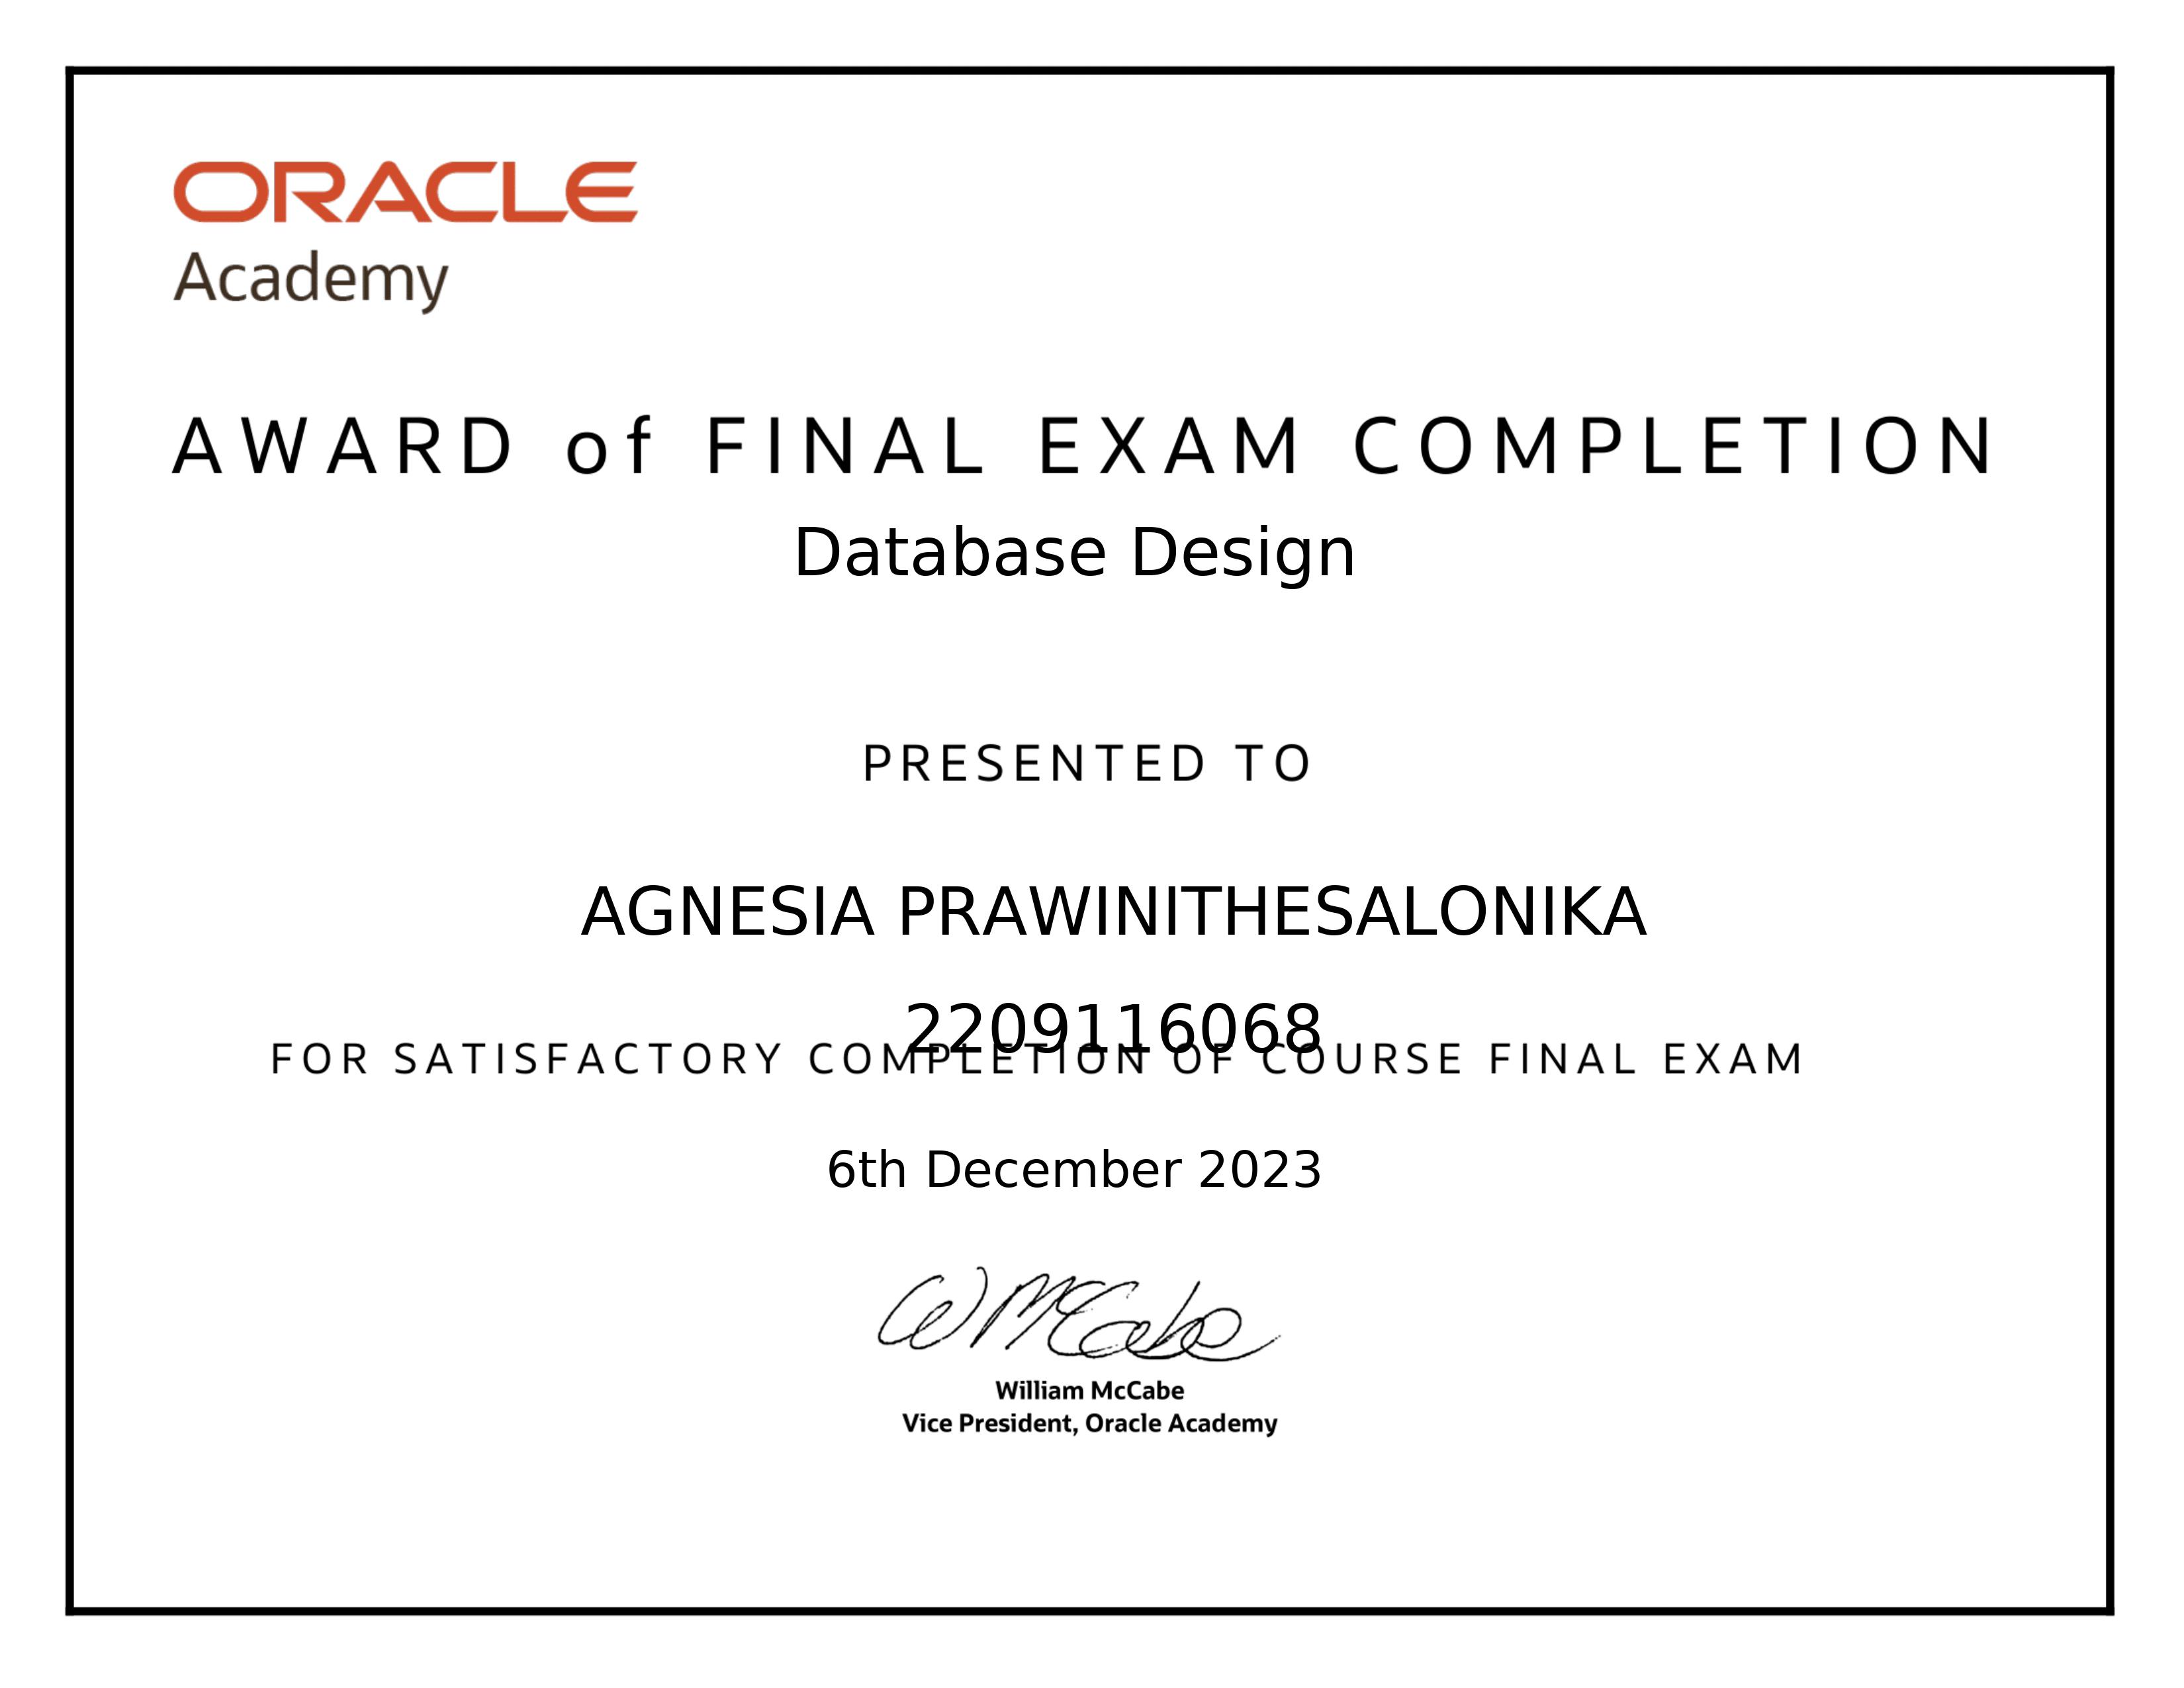 ORACLE
Academy
AWARD of FINAL EXAM COMPLETION
Database Design
PRESENTED TO
AGNESIA PRAWINITHESALONIKA
2209116068
FOR SATISFACTORY COMPLETION OF COURSE FINAL EXAM
6th December 2023
W McCabe
William McCabe
Vice President, Oracle Academy